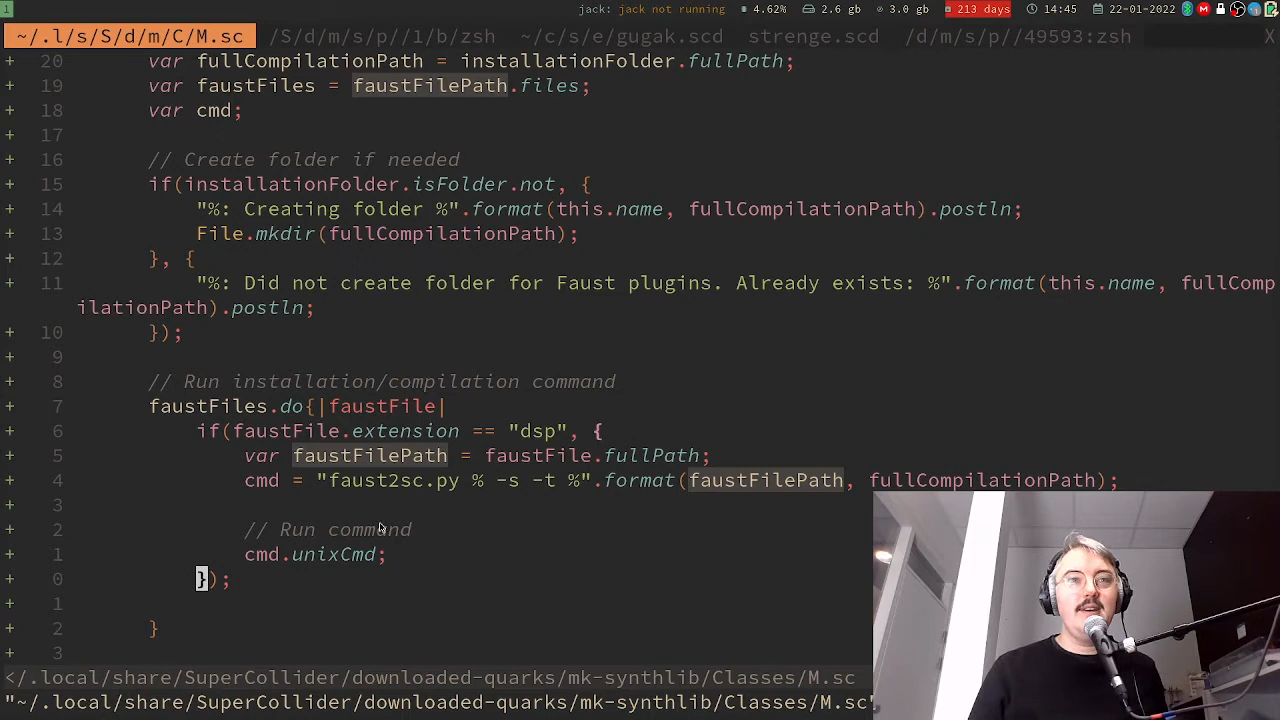 1 jack: jack not running 4.62% 2.6 gb 3.0 gb 213 days 14:45 22-01-2022
~/.l/s/S/d/m/C/M.sc /S/d/m/s/p//1/b/zsh ~/c/s/e/gugak.scd strenge.scd /d/m/s/p//49593:zsh X
+ 20 var fullCompilationPath = installationFolder.fullPath;
+ 19 var faustFiles = faustFilePath.files;
+ 18 var cmd;
+ 17
+ 16 // Create folder if needed
+ 15 if(installationFolder.isFolder.not, {
+ 14 "%: Creating folder %".format(this.name, fullCompilationPath).postln;
+ 13 File.mkdir(fullCompilationPath);
+ 12 }, {
+ 11 "%: Did not create folder for Faust plugins. Already exists: %".format(this.name, fullComp
ilationPath).postln;
+ 10 });
+ 9
+ 8 // Run installation/compilation command
+ 7 faustFiles.do{|faustFile|
+ 6 if(faustFile.extension == "dsp", {
+ 5 var faustFilePath = faustFile.fullPath;
+ 4 cmd = "faust2sc.py % -s -t %".format(faustFilePath, fullCompilationPath);
+ 3
+ 2 // Run command
+ 1 cmd.unixCmd;
+ 0 });
+ 1
+ 2 }
+ 3
</.local/share/SuperCollider/downloaded-quarks/mk-synthlib/Classes/M.sc
"~/.local/share/SuperCollider/downloaded-quarks/mk-synthlib/Classes/M.sc"